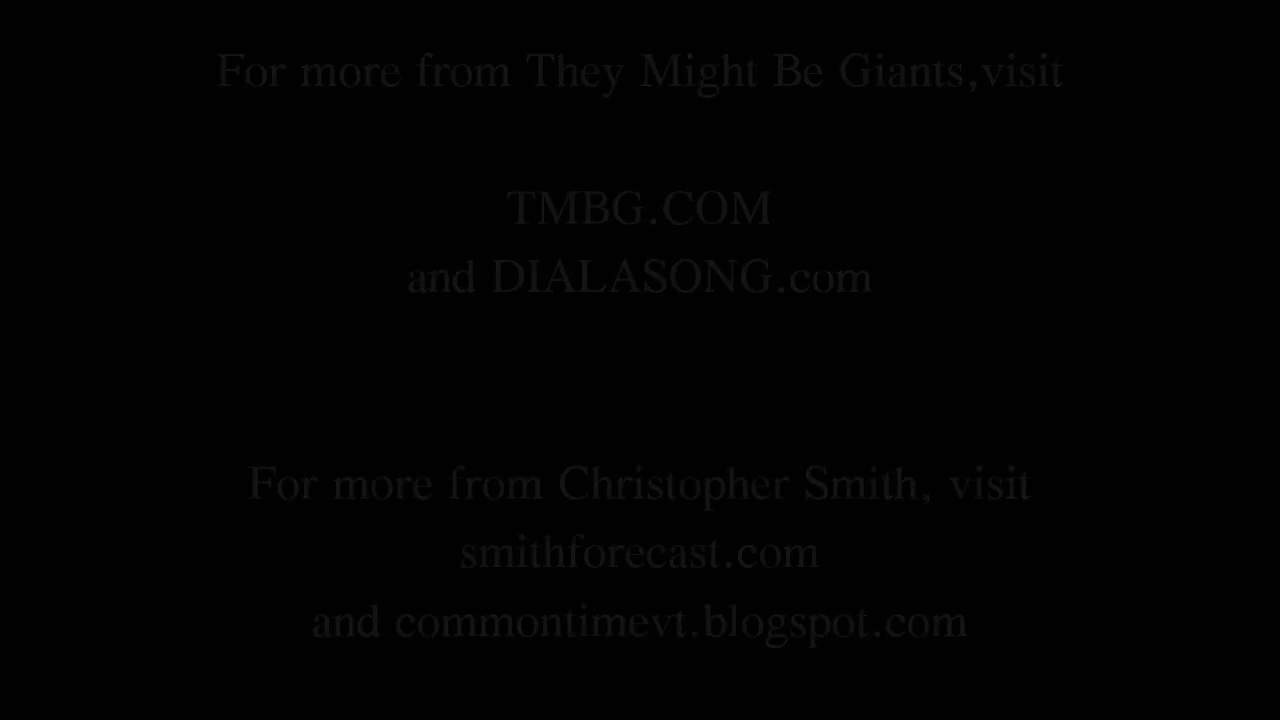 For more from They Might Be Giants,visit
TMBG.COM
and DIALASONG.com
For more from Christopher Smith, visit
smithforecast.com
and commontimevt.blogspot.com